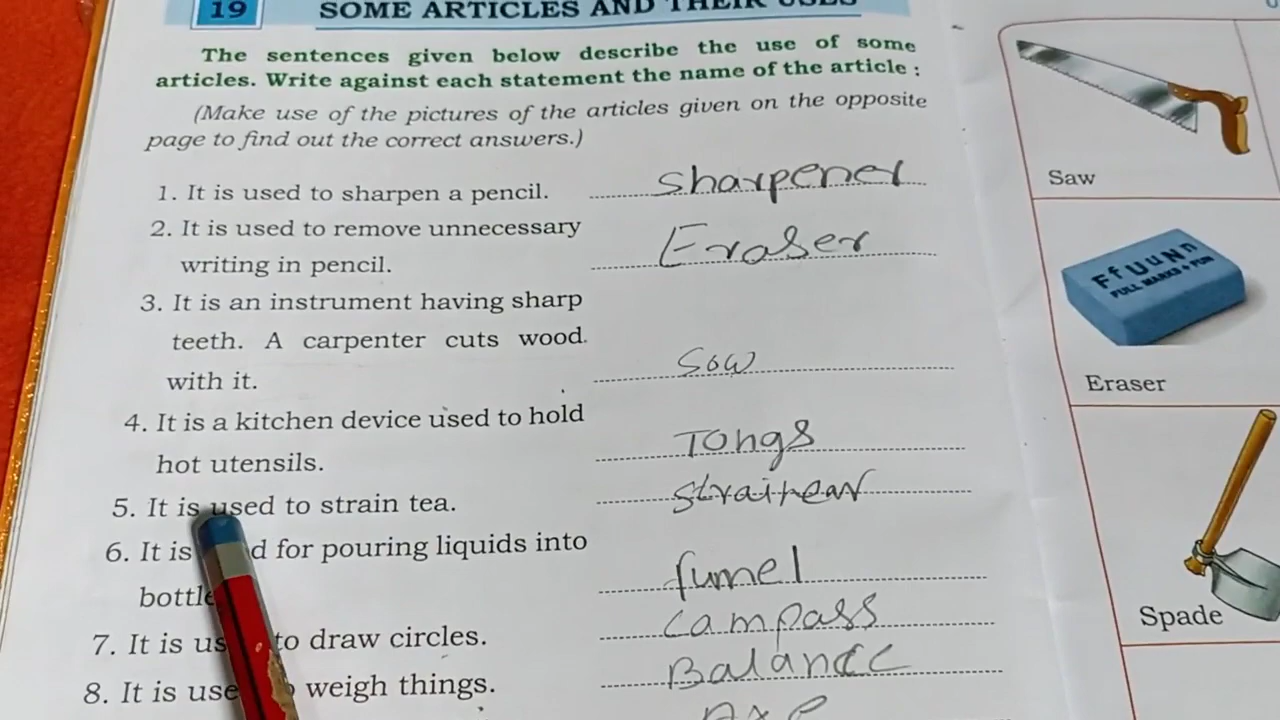 19 SOME ARTICLES AND THEIR USES
The sentences given below describe the use of some
articles. Write against each statement the name of the article :
(Make use of the pictures of the articles given on the opposite
page to find out the correct answers.)
1. It is used to sharpen a pencil. Sharpener
2. It is used to remove unnecessary
writing in pencil. Eraser
3. It is an instrument having sharp
teeth. A carpenter cuts wood
with it. Sow
4. It is a kitchen device used to hold
hot utensils. Tongs
5. It is used to strain tea. Strainear
6. It is d for pouring liquids into
bottle funnel
7. It is us to draw circles. campass
8. It is use weigh things. Balance
Axe
Saw
FfUuNn
FULL MARKS + FUN
Eraser
Spade